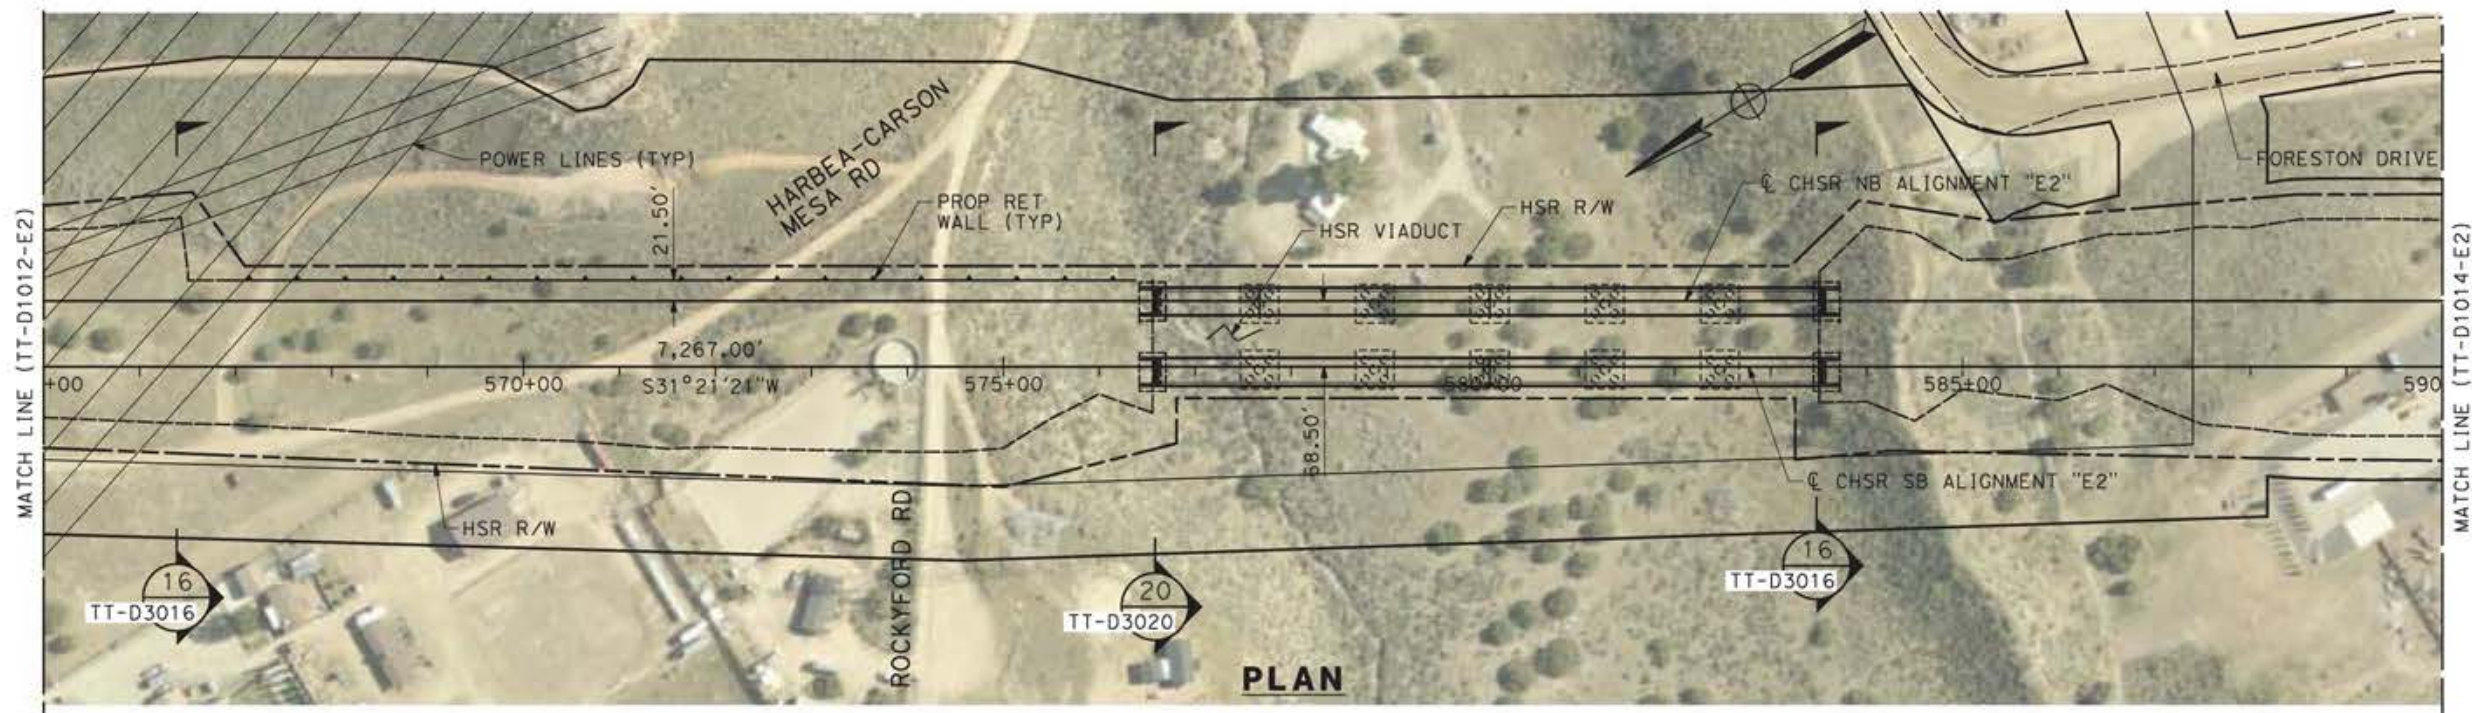 MATCH LINE (TT-D1012-E2)
POWER LINES (TYP)
21.50'
HARBEA-CARSON
MESA RD
PROP RET
WALL (TYP)
HSR VIADUCT
HSR R/W
℄ CHSR NB ALIGNMENT "E2"
FORESTON DRIVE
MATCH LINE (TT-D1014-E2)
+00
570+00
7,267.00'
S31°21'21"W
575+00
580+00
585+00
590
68.50'
℄ CHSR SB ALIGNMENT "E2"
HSR R/W
ROCKYFORD RD
16
TT-D3016
20
TT-D3020
16
TT-D3016
PLAN